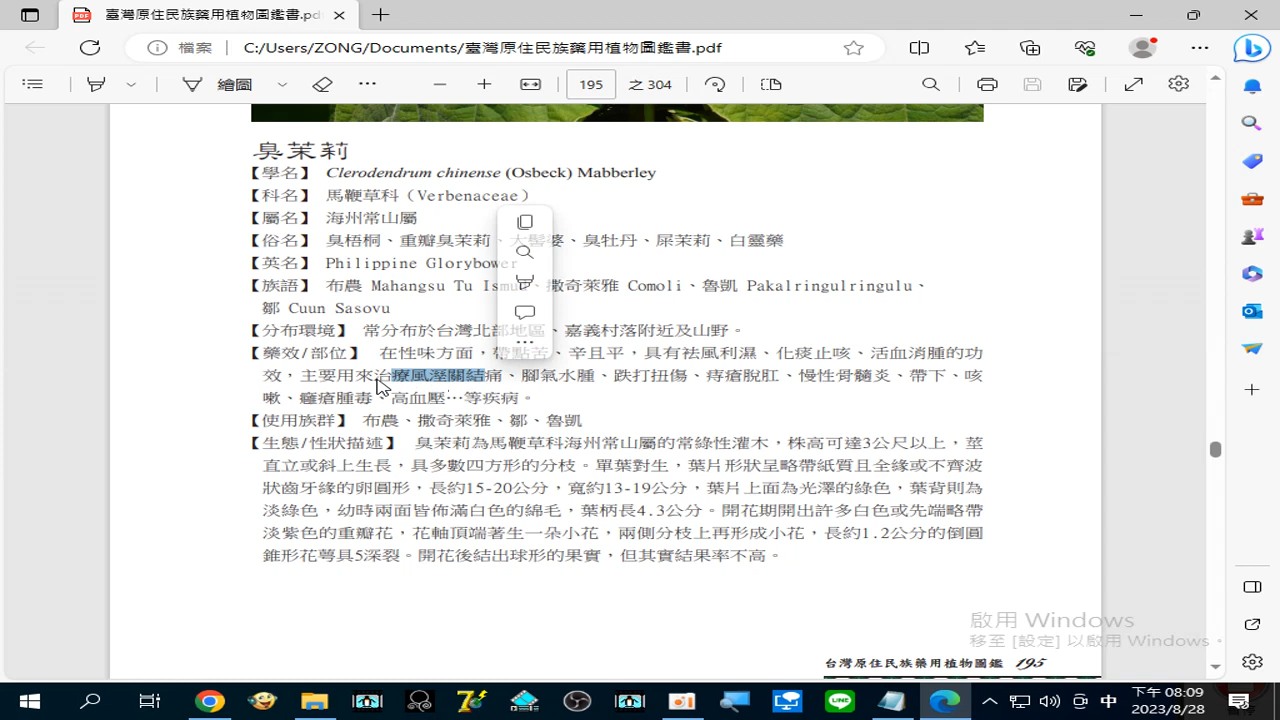 臺灣原住民族藥用植物圖鑑書.pd
檔案 C:/Users/ZONG/Documents/臺灣原住民族藥用植物圖鑑書.pdf
繪圖 195 之 304
臭茉莉
【學名】 Clerodendrum chinense (Osbeck) Mabberley
【科名】 馬鞭草科（Verbenaceae）
【屬名】 海州常山屬
【俗名】 臭梧桐、重瓣臭茉莉、大髻婆、臭牡丹、屎茉莉、白靈藥
【英名】 Philippine Glorybower
【族語】 布農 Mahangsu Tu Ismut、撒奇萊雅 Comoli、魯凱 Pakalringulringulu、
鄒 Cuun Sasovu
【分布環境】 常分布於台灣北部地區、嘉義村落附近及山野。
【藥效/部位】 在性味方面，帶點苦、辛且平，具有袪風利濕、化痰止咳、活血消腫的功
效，主要用來治療風溼關結痛、腳氣水腫、跌打扭傷、痔瘡脫肛、慢性骨髓炎、帶下、咳
嗽、癰瘡腫毒、高血壓…等疾病。
【使用族群】 布農、撒奇萊雅、鄒、魯凱
【生態/性狀描述】 臭茉莉為馬鞭草科海州常山屬的常綠性灌木，株高可達3公尺以上，莖
直立或斜上生長，具多數四方形的分枝。單葉對生，葉片形狀呈略帶紙質且全緣或不齊波
狀齒牙緣的卵圓形，長約15-20公分，寬約13-19公分，葉片上面為光澤的綠色，葉背則為
淡綠色，幼時兩面皆佈滿白色的綿毛，葉柄長4.3公分。開花期開出許多白色或先端略帶
淡紫色的重瓣花，花軸頂端著生一朵小花，兩側分枝上再形成小花，長約1.2公分的倒圓
錐形花萼具5深裂。開花後結出球形的果實，但其實結果率不高。
啟用 Windows
移至 [設定] 以啟用 Windows。
台灣原住民族藥用植物圖鑑 195
中
下午 08:09
2023/8/28